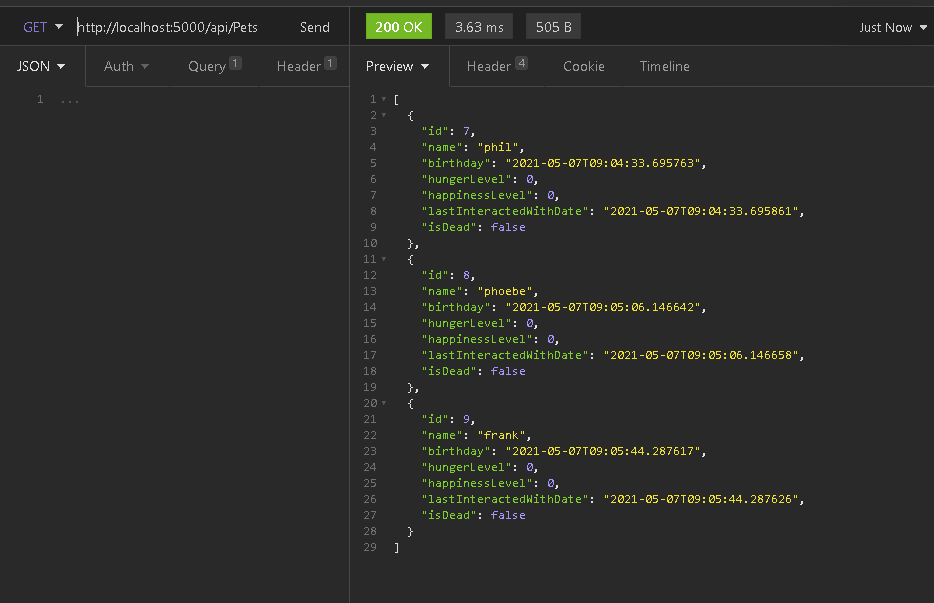 GET http://localhost:5000/api/Pets Send 200 OK 3.63 ms 505 B Just Now
JSON Auth Query 1 Header 1 Preview Header 4 Cookie Timeline
1 ...
1 [
2 {
3 "id": 7,
4 "name": "phil",
5 "birthday": "2021-05-07T09:04:33.695763",
6 "hungerLevel": 0,
7 "happinessLevel": 0,
8 "lastInteractedWithDate": "2021-05-07T09:04:33.695861",
9 "isDead": false
10 },
11 {
12 "id": 8,
13 "name": "phoebe",
14 "birthday": "2021-05-07T09:05:06.146642",
15 "hungerLevel": 0,
16 "happinessLevel": 0,
17 "lastInteractedWithDate": "2021-05-07T09:05:06.146658",
18 "isDead": false
19 },
20 {
21 "id": 9,
22 "name": "frank",
23 "birthday": "2021-05-07T09:05:44.287617",
24 "hungerLevel": 0,
25 "happinessLevel": 0,
26 "lastInteractedWithDate": "2021-05-07T09:05:44.287626",
27 "isDead": false
28 }
29 ]